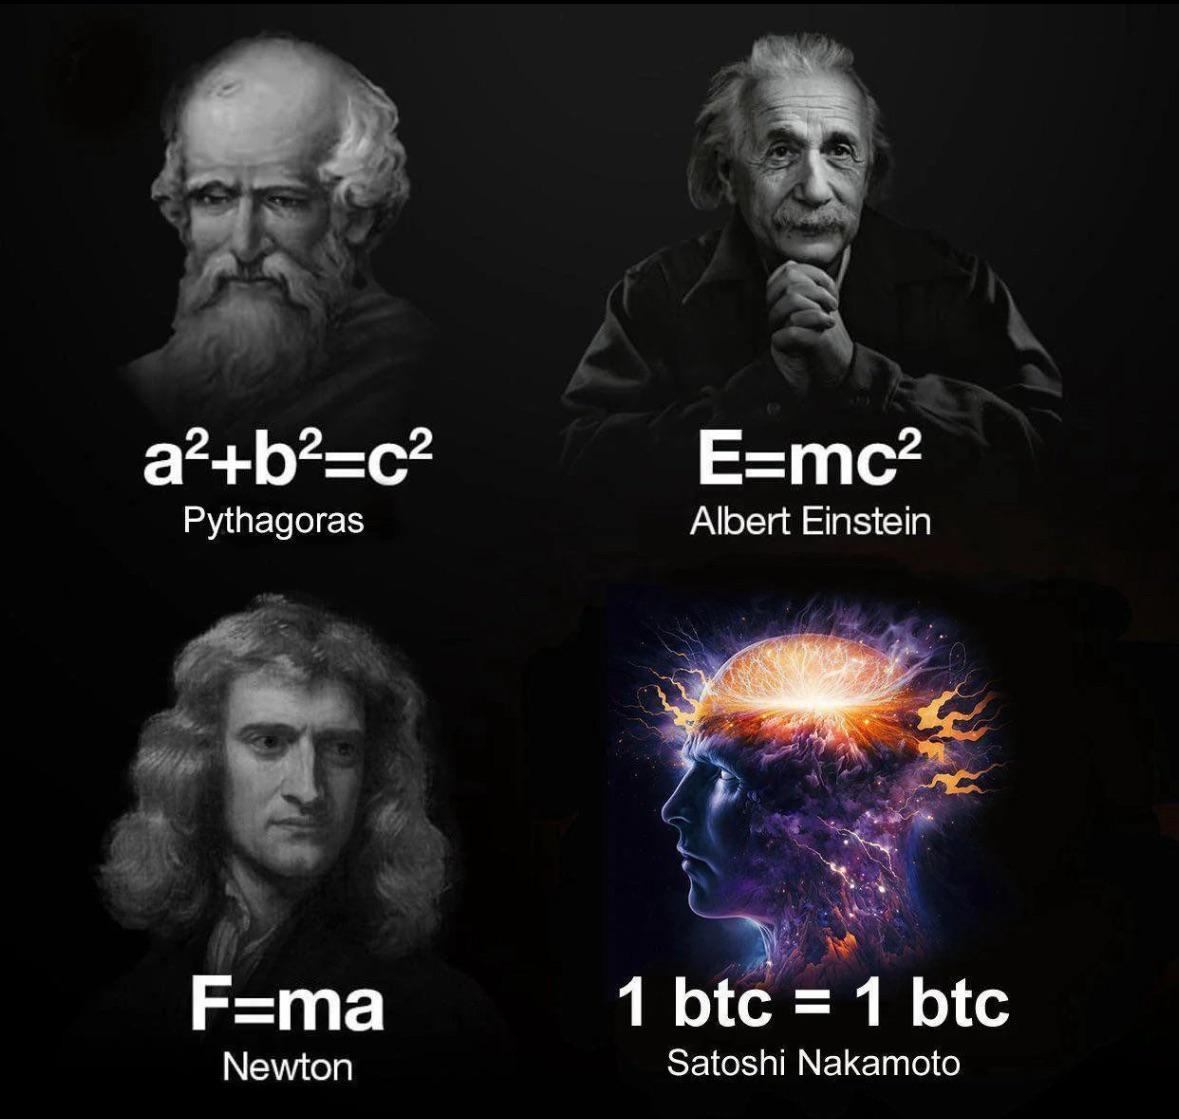 a²+b²=c²
Pythagoras
E=mc²
Albert Einstein
F=ma
Newton
1 btc = 1 btc
Satoshi Nakamoto